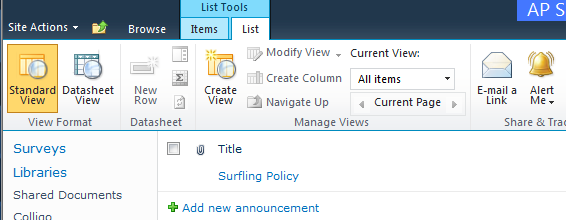 List Tools
AP S
Site Actions
Browse
Items
List
Standard View
Datasheet View
New Row
Create View
Modify View
Create Column
Navigate Up
Current View:
All items
Current Page
E-mail a Link
Alert Me
View Format
Datasheet
Manage Views
Share & Trac
Surveys
Libraries
Shared Documents
Colligo
Title
Surfling Policy
Add new announcement